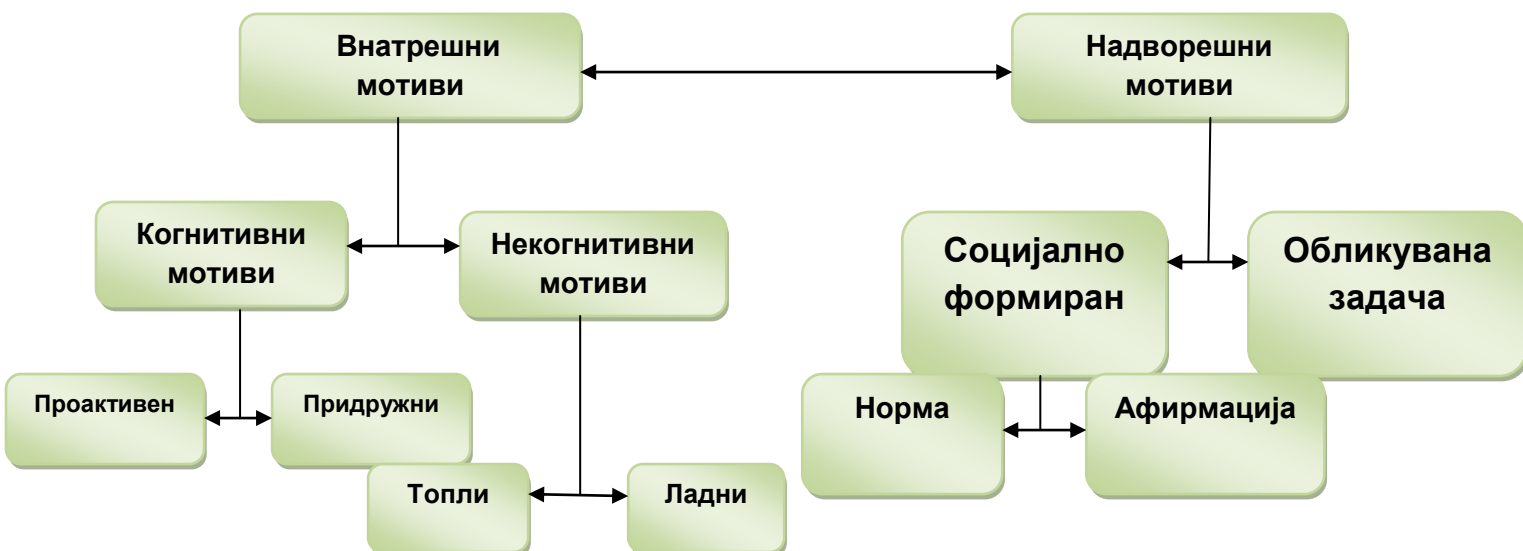 Внатрешни
мотиви
Надворешни
мотиви
Когнитивни
мотиви
Некогнитивни
мотиви
Социјално
формиран
Обликувана
задача
Проактивен
Придружни
Норма
Афирмација
Топли
Ладни